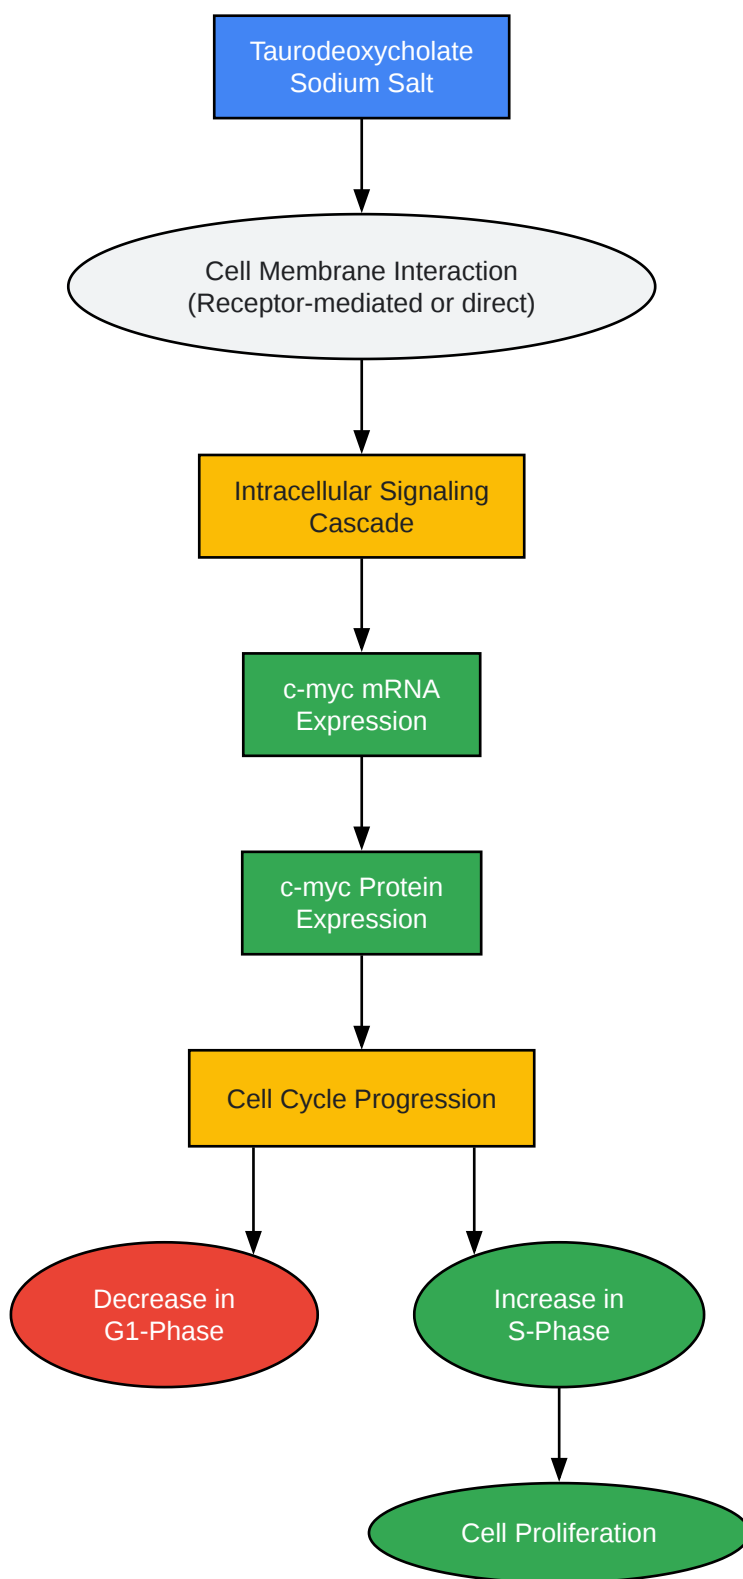 Taurodeoxycholate
Sodium Salt
Cell Membrane Interaction
(Receptor-mediated or direct)
Intracellular Signaling
Cascade
c-myc mRNA
Expression
c-myc Protein
Expression
Cell Cycle Progression
Decrease in
G1-Phase
Increase in
S-Phase
Cell Proliferation